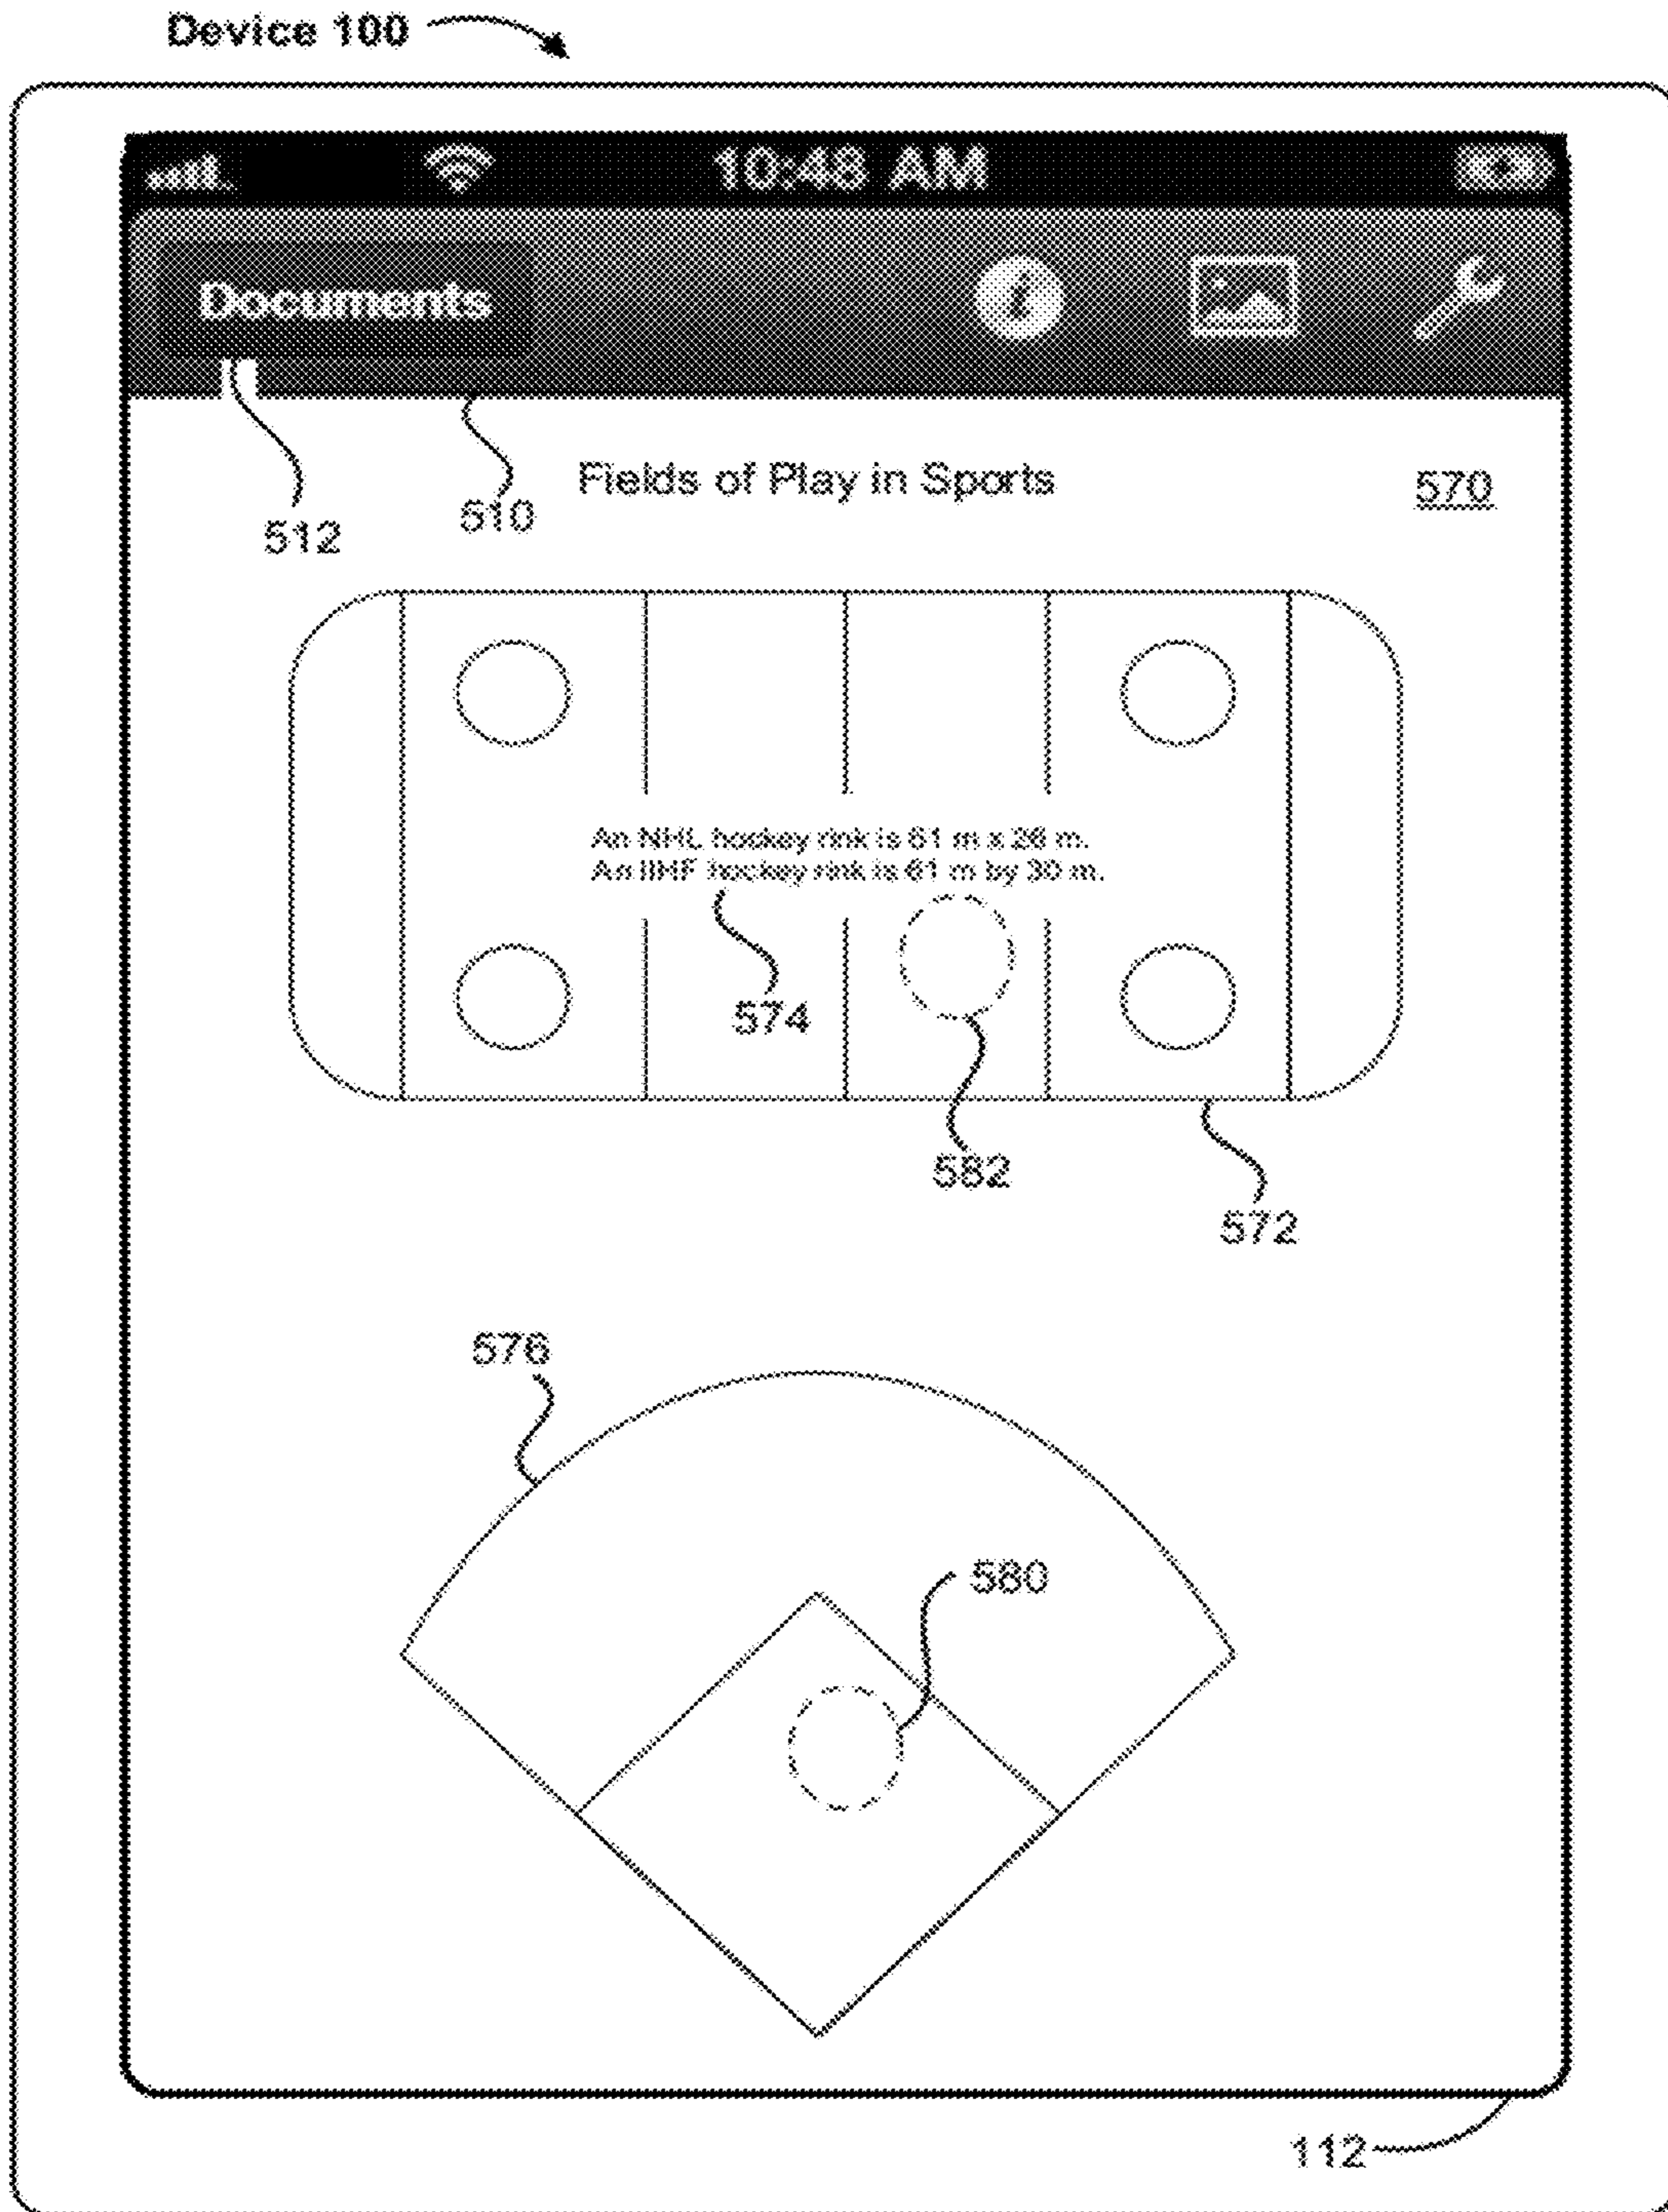 Device 100
10:48 AM
Documents
512
510
Fields of Play in Sports
570
An NHL hockey rink is 61 m x 26 m.
An IIHF hockey rink is 61 m by 30 m.
574
582
572
576
580
112